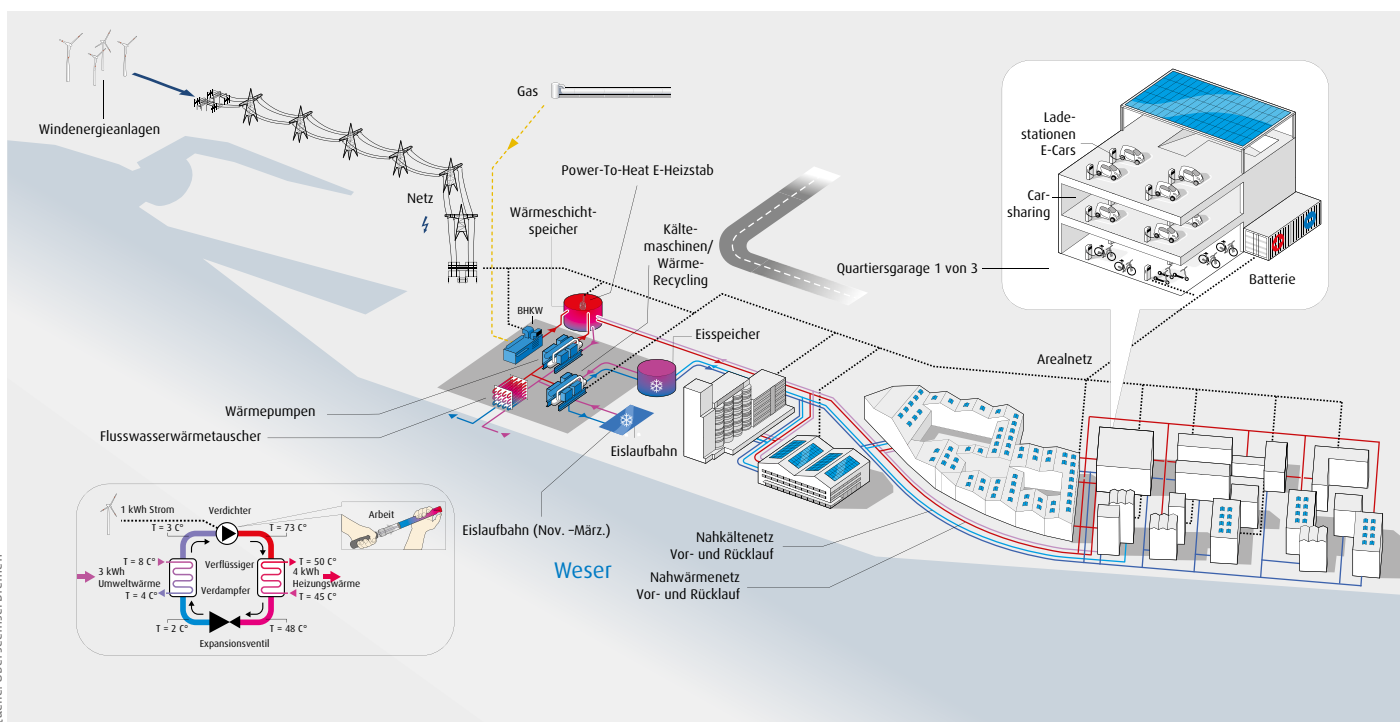 Windenergieanlagen
Gas
Netz
Power-To-Heat E-Heizstab
Wärmeschicht-
speicher
Kälte-
maschinen/
Wärme-
Recycling
BHKW
Eisspeicher
Wärmepumpen
Flusswasserwärmetauscher
Eislaufbahn
Eislaufbahn (Nov. –März.)
Weser
Lade-
stationen
E-Cars
Car-
sharing
Quartiersgarage 1 von 3
Batterie
Arealnetz
Nahkältenetz
Vor- und Rücklauf
Nahwärmenetz
Vor- und Rücklauf
1 kWh Strom
Verdichter
Arbeit
T = 3 C°
T = 73 C°
T = 8 C°
Verflüssiger
T = 50 C°
3 kWh
Umweltwärme
4 kWh
Heizungswärme
Verdampfer
T = 4 C°
T = 45 C°
T = 2 C°
T = 48 C°
Expansionsventil